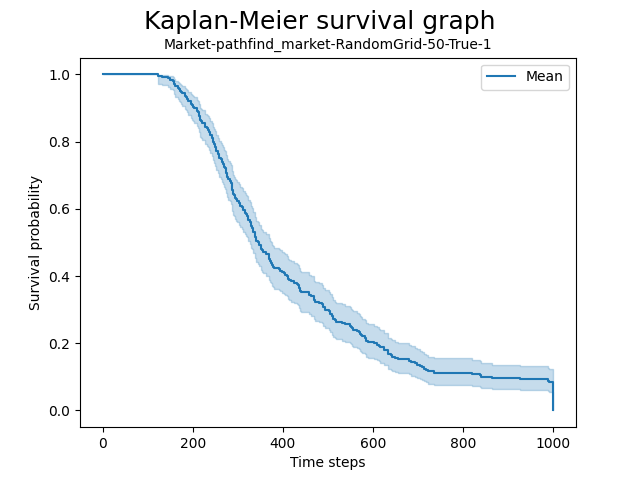 Kaplan-Meier survival graph
Market-pathfind_market-RandomGrid-50-True-1
Mean
Survival probability
1.0
0.8
0.6
0.4
0.2
0.0
0 200 400 600 800 1000
Time steps